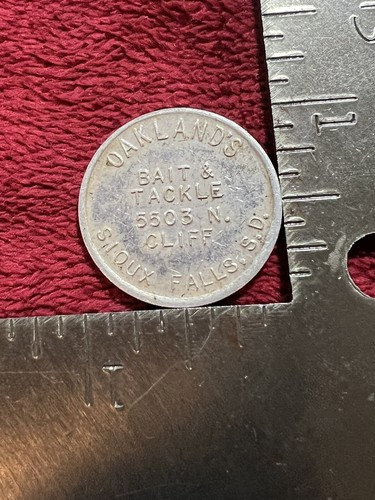 OAKLAND'S
BAIT &
TACKLE
5503 N.
CLIFF
SIOUX FALLS, S.D.
1
1